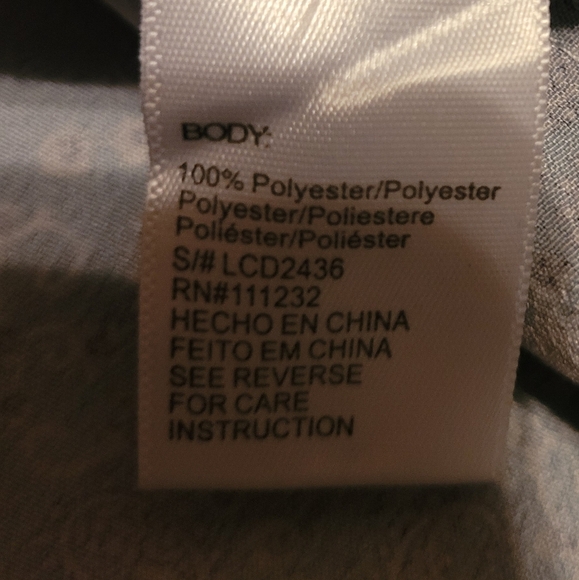 BODY:
100% Polyester/Polyester
Polyester/Poliestere
Poliéster/Poliéster
S/# LCD2436
RN#111232
HECHO EN CHINA
FEITO EM CHINA
SEE REVERSE
FOR CARE
INSTRUCTION